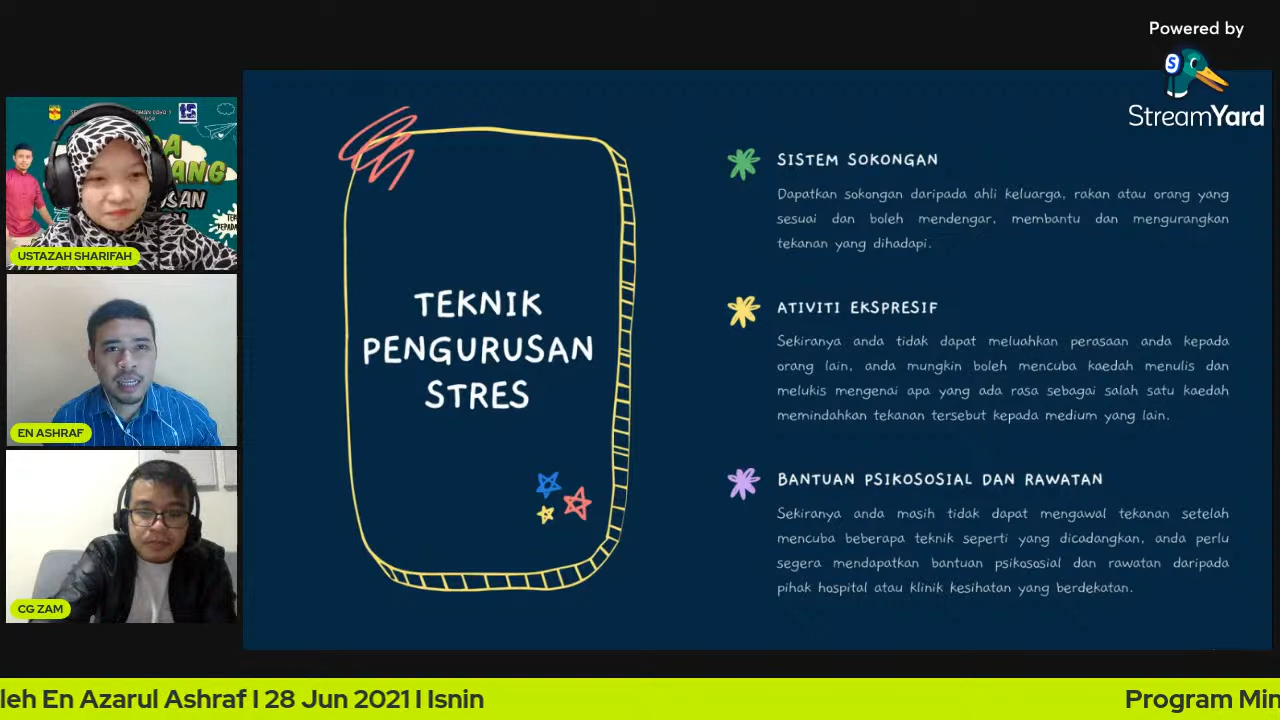 Powered by
StreamYard
USTAZAH SHARIFAH
EN ASHRAF
CG ZAM
TEKNIK
PENGURUSAN
STRES
SISTEM SOKONGAN
Dapatkan sokongan daripada ahli keluarga, rakan atau orang yang
sesuai dan boleh mendengar, membantu dan mengurangkan
tekanan yang dihadapi.
ATIVITI EKSPRESIF
Sekiranya anda tidak dapat meluahkan perasaan anda kepada
orang lain, anda mungkin boleh mencuba kaedah menulis dan
melukis mengenai apa yang ada rasa sebagai salah satu kaedah
memindahkan tekanan tersebut kepada medium yang lain.
BANTUAN PSIKOSOSIAL DAN RAWATAN
Sekiranya anda masih tidak dapat mengawal tekanan setelah
mencuba beberapa teknik seperti yang dicadangkan, anda perlu
segera mendapatkan bantuan psikososial dan rawatan daripada
pihak hospital atau klinik kesihatan yang berdekatan.
leh En Azarul Ashraf I 28 Jun 2021 I Isnin
Program Min